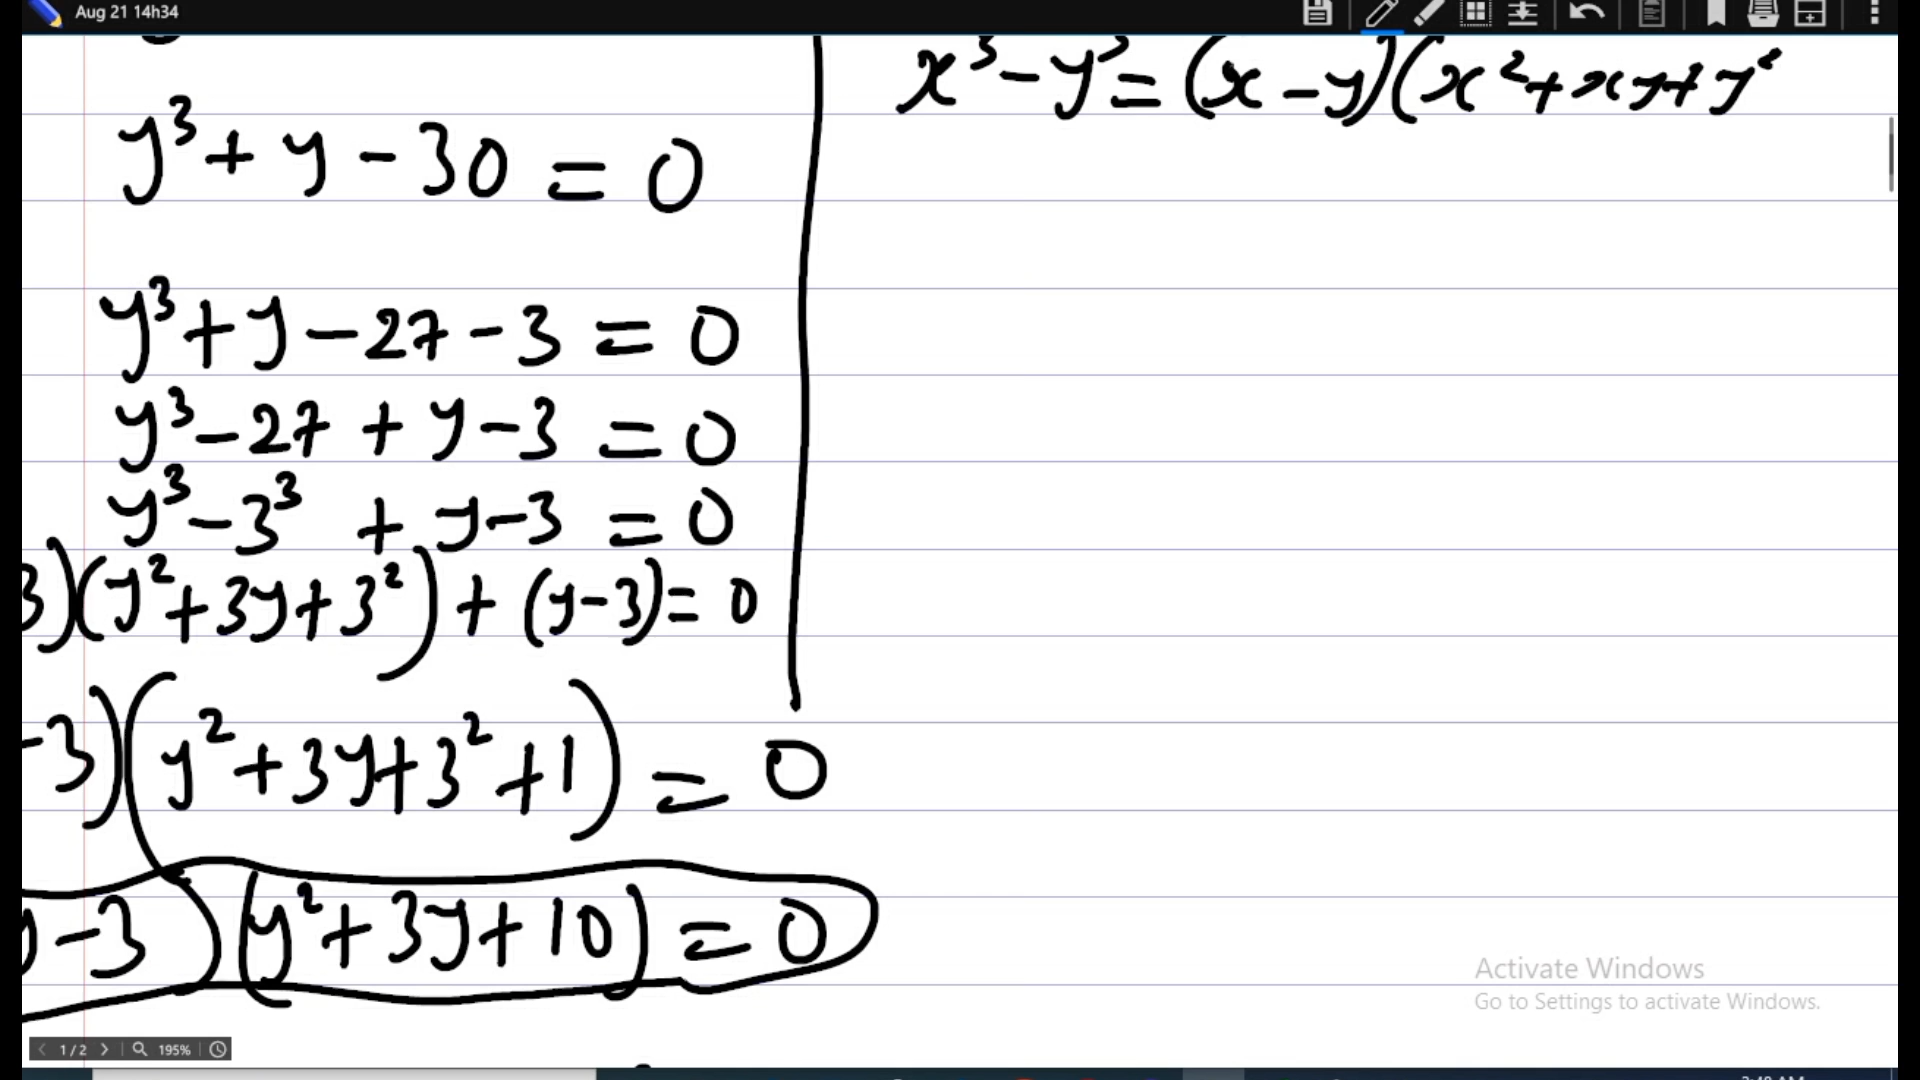 Aug 21 14h34
x³-y³=(x-y)(x²+xy+y²
y³+y-30=0
y³+y-27-3=0
y³-27+y-3=0
y³-3³+y-3=0
3)(y²+3y+3²)+(y-3)=0
-3)(y²+3y+3²+1)=0
y-3)(y²+3y+10)=0
Activate Windows
Go to Settings to activate Windows.
1/2 195%